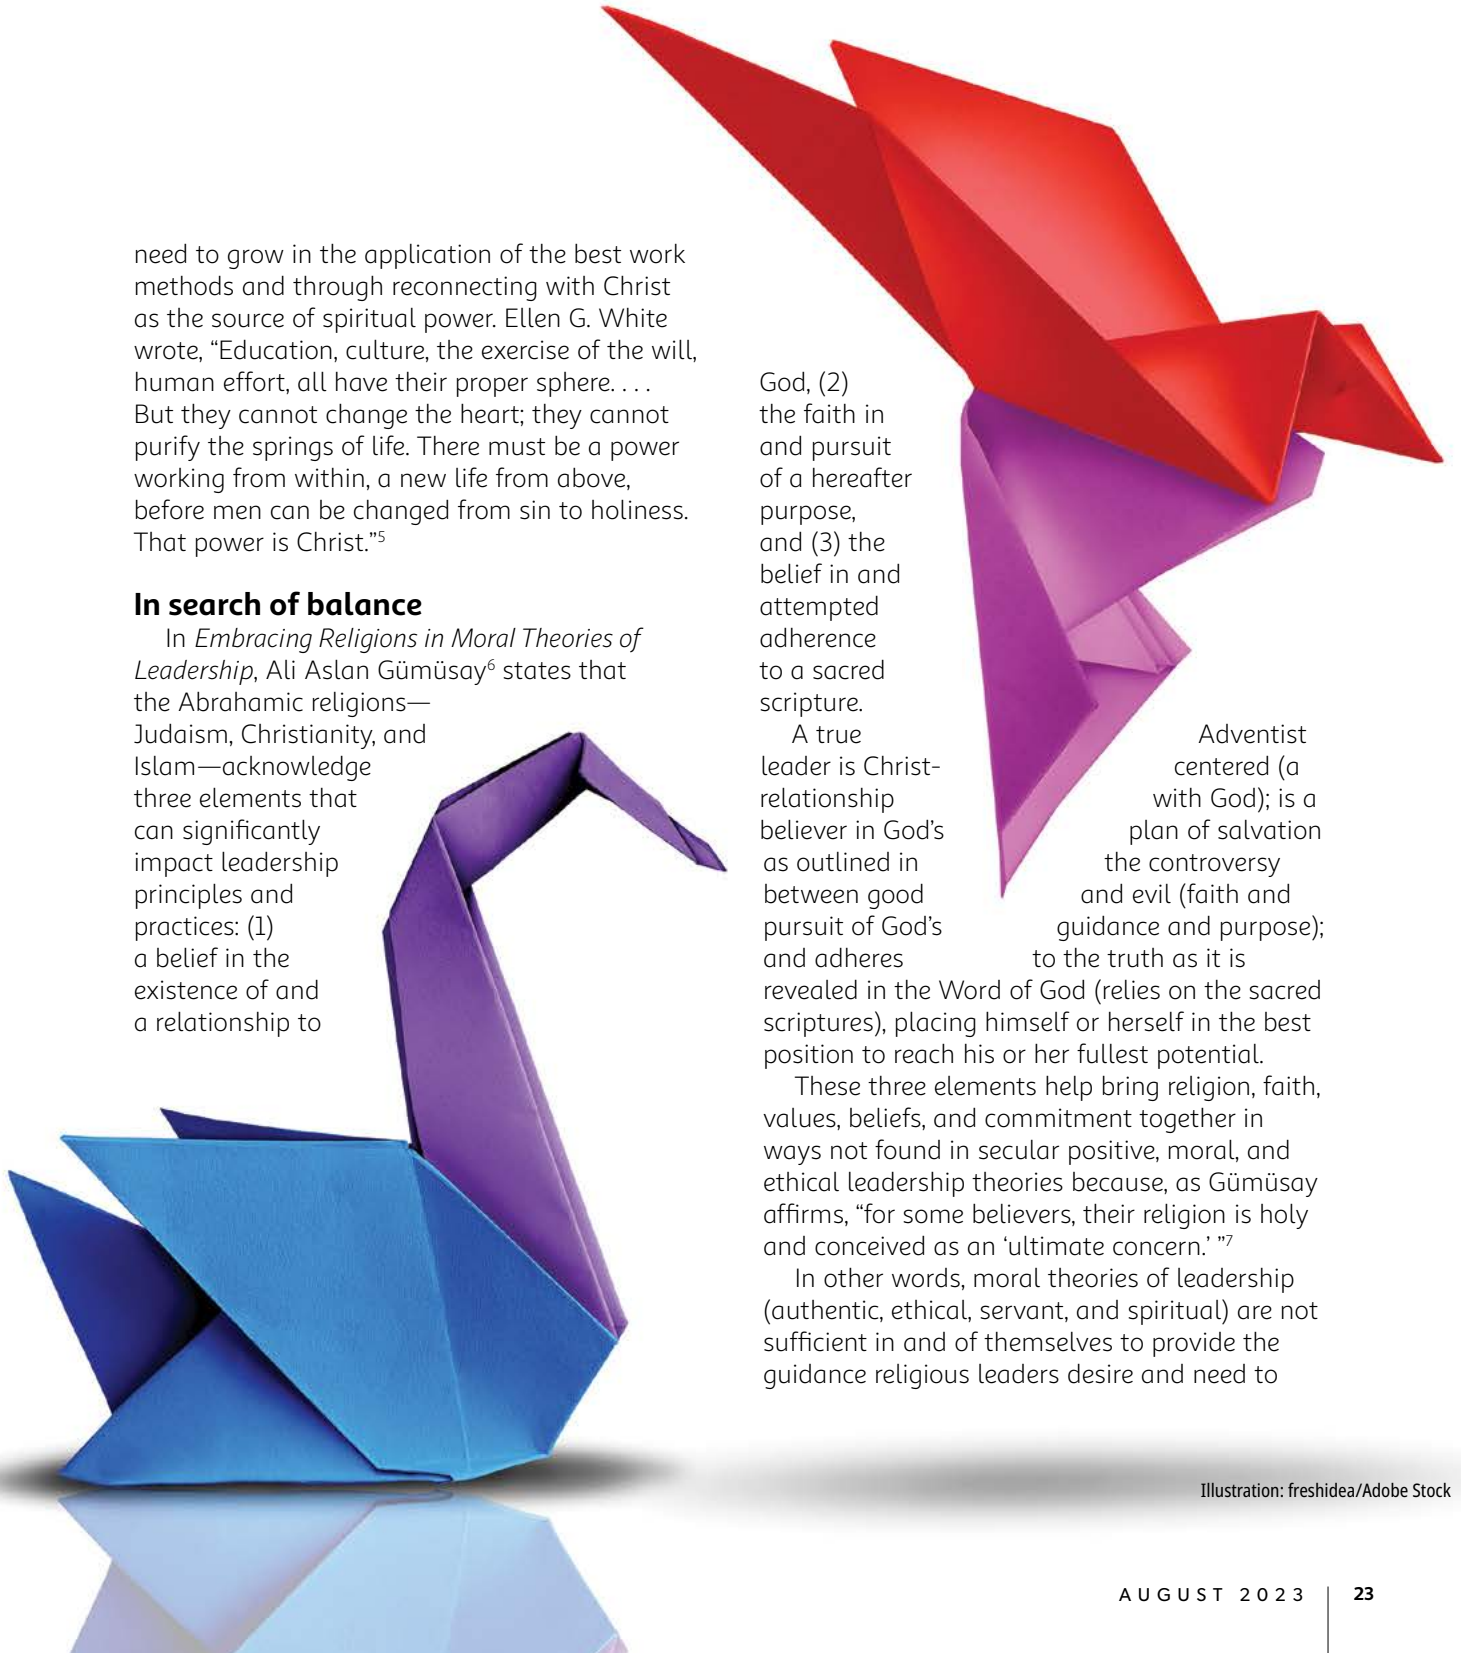 need to grow in the application of the best work
methods and through reconnecting with Christ
as the source of spiritual power. Ellen G. White
wrote, “Education, culture, the exercise of the will,
human effort, all have their proper sphere. . . .
But they cannot change the heart; they cannot
purify the springs of life. There must be a power
working from within, a new life from above,
before men can be changed from sin to holiness.
That power is Christ.”5
In search of balance
In Embracing Religions in Moral Theories of
Leadership, Ali Aslan Gümüsay6 states that
the Abrahamic religions—
Judaism, Christianity, and
Islam—acknowledge
three elements that
can significantly
impact leadership
principles and
practices: (1)
a belief in the
existence of and
a relationship to
God, (2)
the faith in
and pursuit
of a hereafter
purpose,
and (3) the
belief in and
attempted
adherence
to a sacred
scripture.
A true Adventist
leader is Christ- centered (a
relationship with God); is a
believer in God’s plan of salvation
as outlined in the controversy
between good and evil (faith and
pursuit of God’s guidance and purpose);
and adheres to the truth as it is
revealed in the Word of God (relies on the sacred
scriptures), placing himself or herself in the best
position to reach his or her fullest potential.
These three elements help bring religion, faith,
values, beliefs, and commitment together in
ways not found in secular positive, moral, and
ethical leadership theories because, as Gümüsay
affirms, “for some believers, their religion is holy
and conceived as an ‘ultimate concern.’ ”7
In other words, moral theories of leadership
(authentic, ethical, servant, and spiritual) are not
sufficient in and of themselves to provide the
guidance religious leaders desire and need to
Illustration: freshidea/Adobe Stock
AUGUST 2023 23